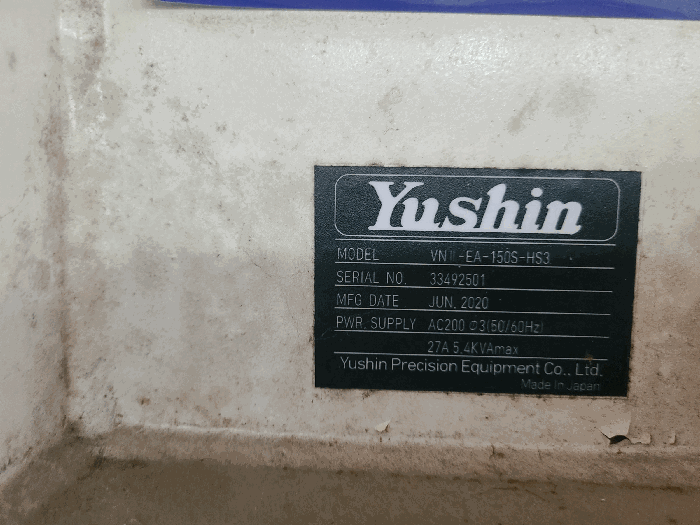 Yushin
MODEL VNII-EA-150S-HS3
SERIAL NO. 33492501
MFG DATE JUN. 2020
PWR. SUPPLY AC200 Ø3(50/60Hz)
27A 5.4KVAmax
Yushin Precision Equipment Co., Ltd.
Made in Japan